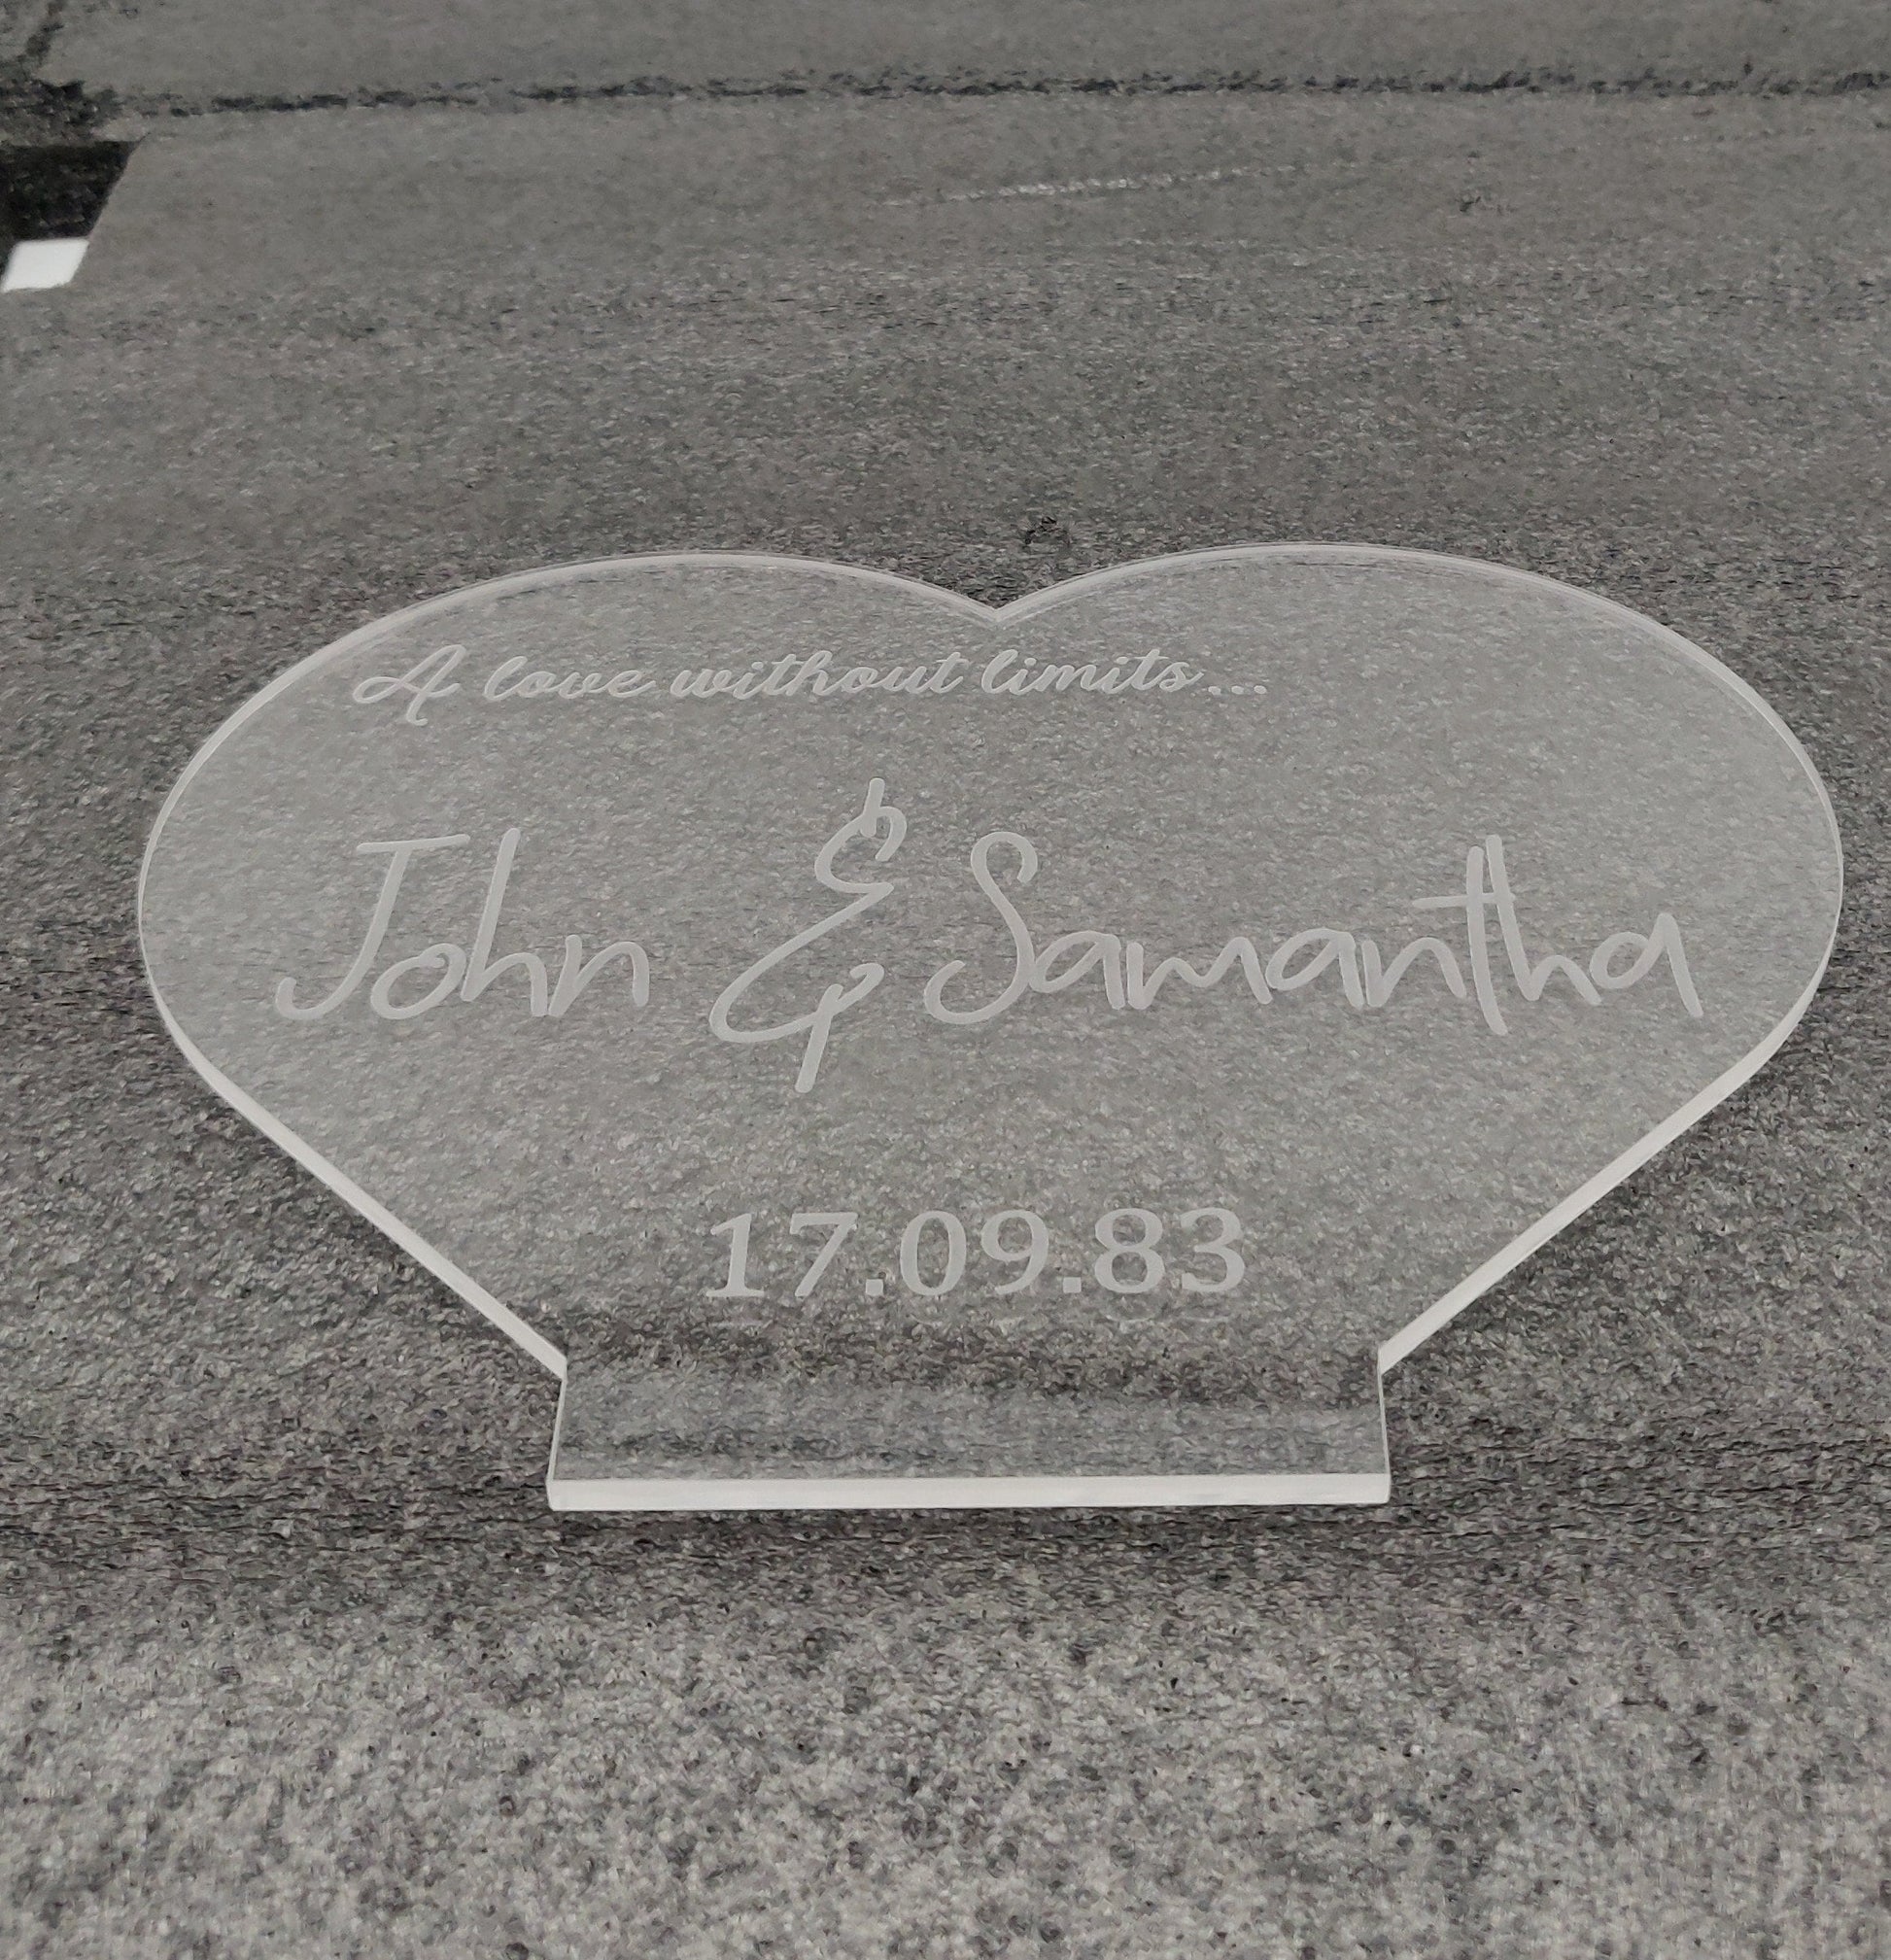 A love without limits...
John & Samantha
17.09.83